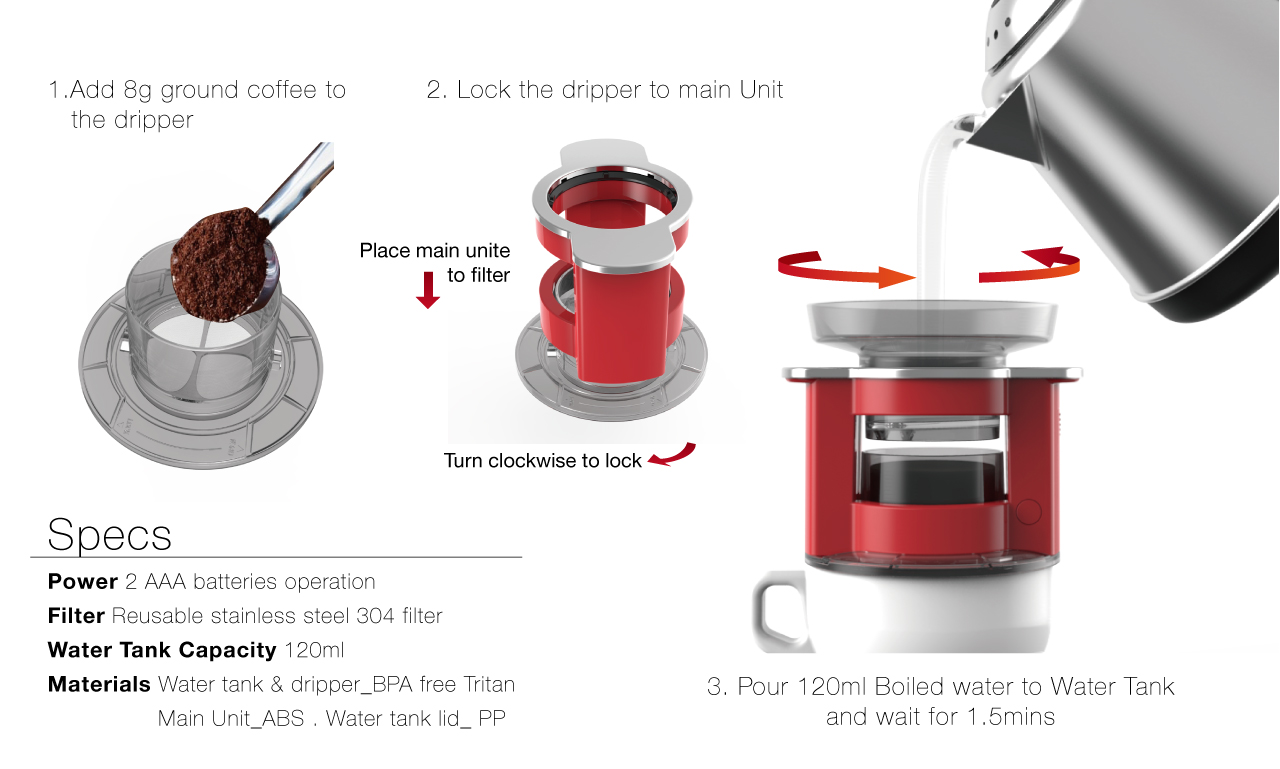 1.Add 8g ground coffee to
the dripper
2. Lock the dripper to main Unit
Place main unite
to filter
Turn clockwise to lock
Specs
Power 2 AAA batteries operation
Filter Reusable stainless steel 304 filter
Water Tank Capacity 120ml
Materials Water tank & dripper_BPA free Tritan
Main Unit_ABS . Water tank lid_ PP
3. Pour 120ml Boiled water to Water Tank
and wait for 1.5mins